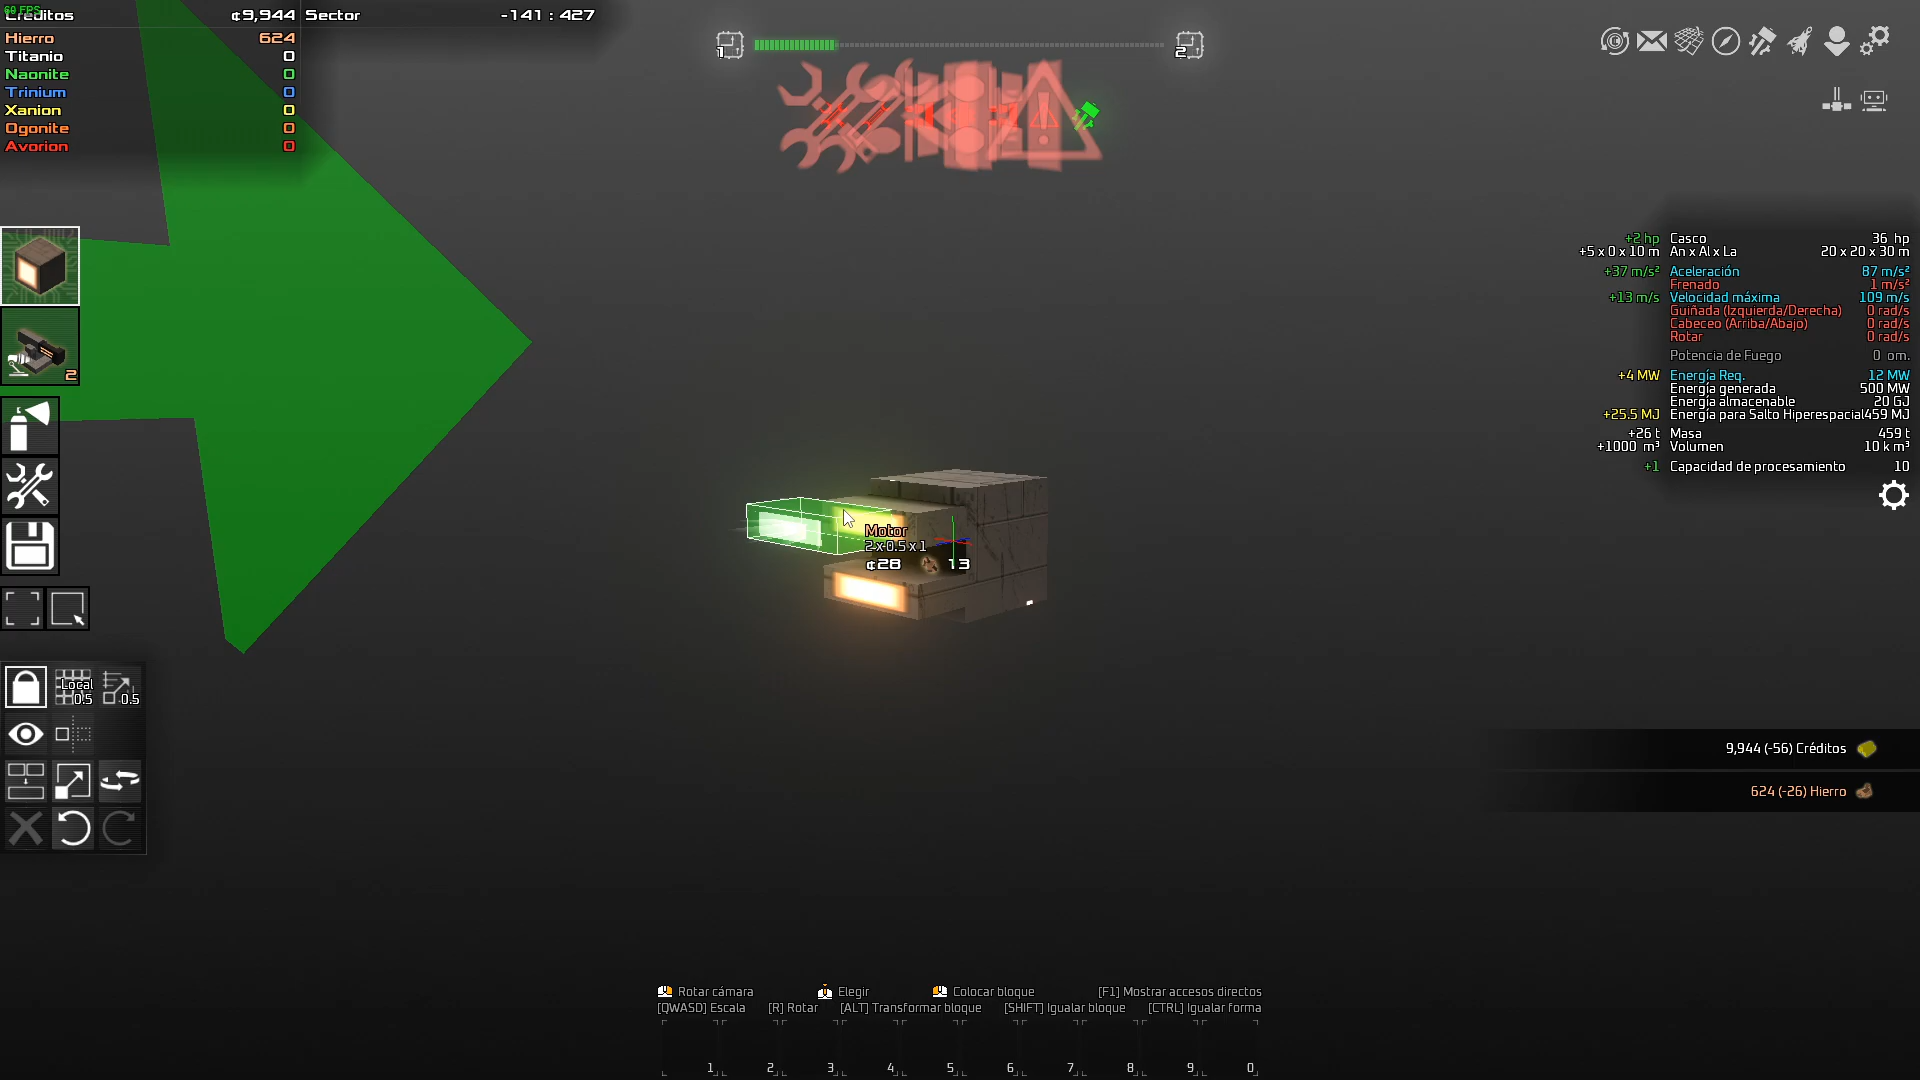 60 FPS
Créditos ¢9,944
Sector -141 : 427
Hierro 624
Titanio 0
Naonite 0
Trinium 0
Xanion 0
Ogonite 0
Avorion 0
1
2
2
Local
0.5
0.5
Motor
2 x 0.5 x 1
¢28 13
+2 hp Casco 36 hp
+5 x 0 x 10 m An x Al x La 20 x 20 x 30 m
+37 m/s² Aceleración 87 m/s²
Frenado 1 m/s²
+13 m/s Velocidad máxima 109 m/s
Guiñada (Izquierda/Derecha) 0 rad/s
Cabeceo (Arriba/Abajo) 0 rad/s
Rotar 0 rad/s
Potencia de Fuego 0 om.
+4 MW Energía Req. 12 MW
Energía generada 500 MW
Energía almacenable 20 GJ
+25.5 MJ Energía para Salto Hiperespacial 459 MJ
+26 t Masa 459 t
+1000 m³ Volumen 10 k m³
+1 Capacidad de procesamiento 10
9,944 (-56) Créditos
624 (-26) Hierro
Rotar cámara Elegir Colocar bloque [F1] Mostrar accesos directos
[QWASD] Escala [R] Rotar [ALT] Transformar bloque [SHIFT] Igualar bloque [CTRL] Igualar forma
1 2 3 4 5 6 7 8 9 0